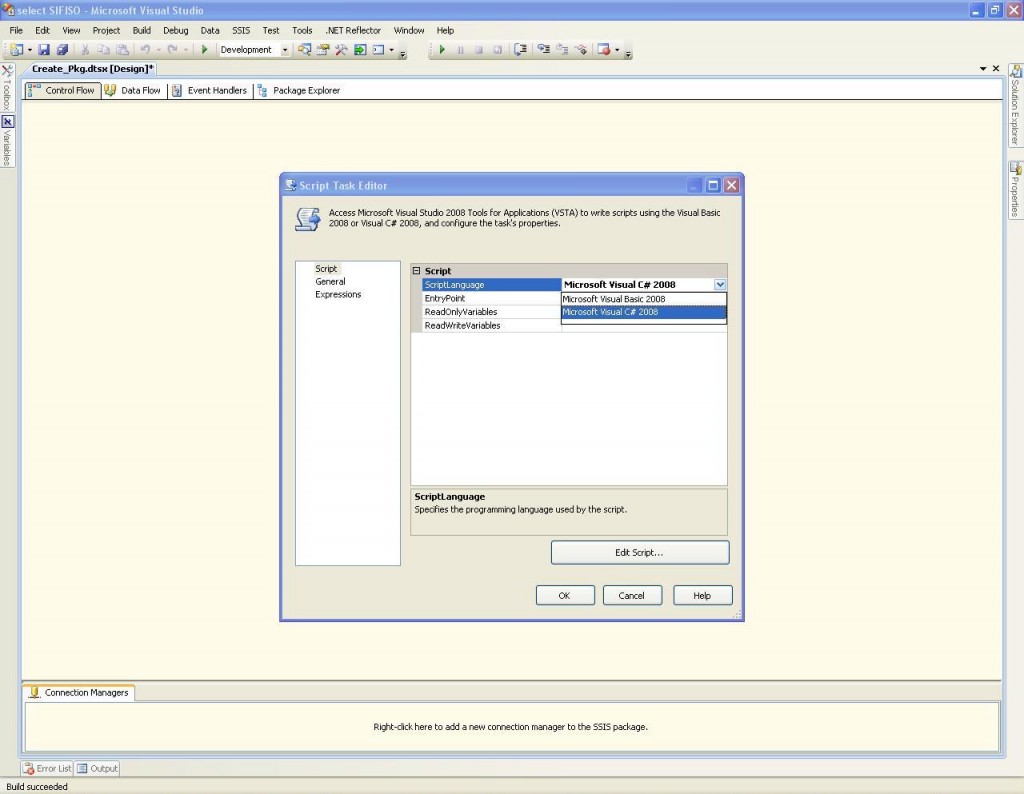 select SIFISO - Microsoft Visual Studio
File Edit View Project Build Debug Data SSIS Test Tools .NET Reflector Window Help
Development
Create_Pkg.dtsx [Design]*
Control Flow Data Flow Event Handlers Package Explorer
Toolbox
Variables
Solution Explorer
Properties
Script Task Editor
Access Microsoft Visual Studio 2008 Tools for Applications (VSTA) to write scripts using the Visual Basic
2008 or Visual C# 2008, and configure the task's properties.
Script
General
Expressions
Script
ScriptLanguage Microsoft Visual C# 2008
EntryPoint Microsoft Visual Basic 2008
ReadOnlyVariables Microsoft Visual C# 2008
ReadWriteVariables
ScriptLanguage
Specifies the programming language used by the script.
Edit Script...
OK Cancel Help
Connection Managers
Right-click here to add a new connection manager to the SSIS package.
Error List Output
Build succeeded